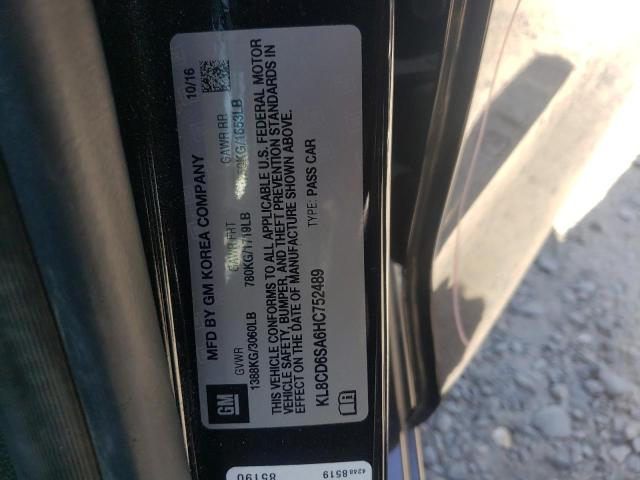 MFD BY GM KOREA COMPANY 10/16
GVWR GAWR FRT GAWR RR
1388KG/3060LB 780KG/1719LB KG/1653LB
THIS VEHICLE CONFORMS TO ALL APPLICABLE U.S. FEDERAL MOTOR
VEHICLE SAFETY, BUMPER, AND THEFT PREVENTION STANDARDS IN
EFFECT ON THE DATE OF MANUFACTURE SHOWN ABOVE.
TYPE: PASS CAR
KL8CD6SA6HC752489
GM
4248 8519
85190